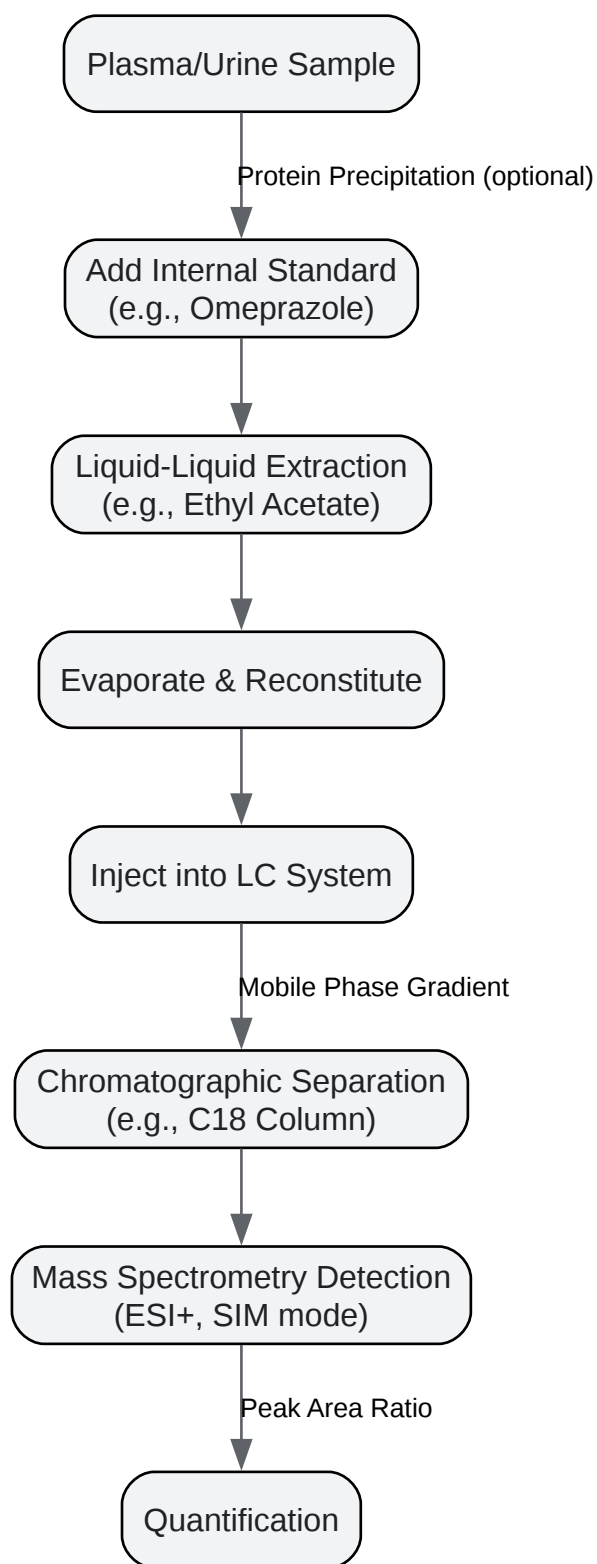 Plasma/Urine Sample
Protein Precipitation (optional)
Add Internal Standard
(e.g., Omeprazole)
Liquid-Liquid Extraction
(e.g., Ethyl Acetate)
Evaporate & Reconstitute
Inject into LC System
Mobile Phase Gradient
Chromatographic Separation
(e.g., C18 Column)
Mass Spectrometry Detection
(ESI+, SIM mode)
Peak Area Ratio
Quantification